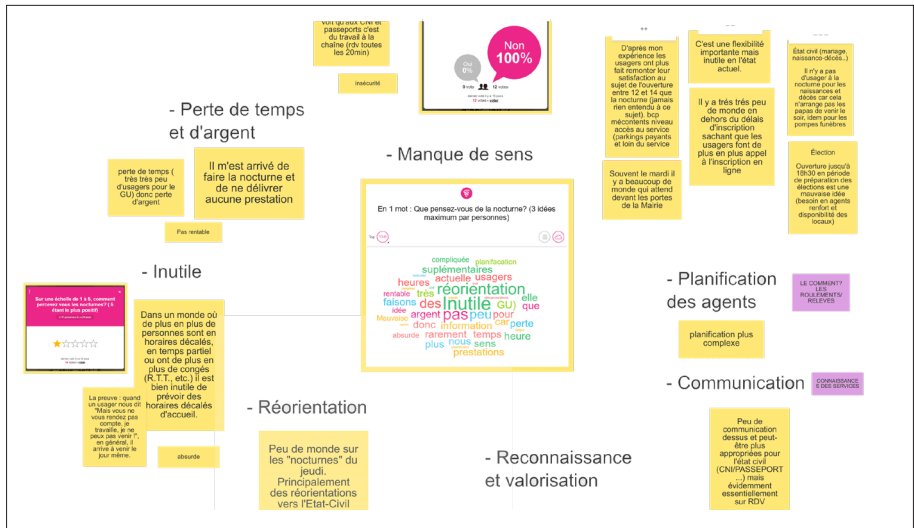 voit qu'aux CNI et
passeports c'est
du travail à la
chaîne (rdv toutes
les 20min)
insécurité
Oui
0%
Non
100%
0 vote
12 votes
- Perte de temps
et d'argent
perte de temps (
très très peu
d'usagers pour le
GU) donc perte
d'argent
Il m'est arrivé de
faire la nocturne et
de ne délivrer
aucune prestation
Pas rentable
- Manque de sens
En 1 mot : Que pensez-vous de la nocturne? (3 idées
maximum par personnes)
compliquée
planifacation
suplémentaires
heures
actuelle
usagers
rentable
très
réorientation
faisons
des
Inutile
GU)
elle
que
idée
argent
pas
peu
pour
Mauvaise
donc
information
car
perte
absurde
rarement
temps
heure
plus
nous
sens
prestations
++
D'après mon
expérience les
usagers ont plus
fait remonter leur
satisfaction au
sujet de l'ouverture
entre 12 et 14 que
la nocturne (jamais
rien entendu à ce
sujet). bcp
mécontents niveau
accès au service
(parkings payants
et loin du service
Souvent le mardi il
y a beaucoup de
monde qui attend
devant les portes
de la Mairie
--
C'est une flexibilité
importante mais
inutile en l'état
actuel.
Il y a trés trés peu
de monde en
dehors du délais
d'inscription
sachant que les
usagers font de
plus en plus appel
à l'inscription en
ligne
---
Etat civil (mariage,
naissance-décès..)
Il n'y a pas
d'usager à la
nocturne pour les
naissances et
décès car cela
n'arrange pas les
papas de venir le
soir, idem pour les
pompes funèbres
Élection
Ouverture jusqu'à
18h30 en période
de préparation des
élections est une
mauvaise idée
(besoin en agents
renfort et
disponibilité des
locaux)
- Inutile
Sur une échelle de 1 à 5, comment
percevez vous les nocturnes? ( 5
étant le plus positif)
Dans un monde où
de plus en plus de
personnes sont en
horaires décalés,
en temps partiel
ou ont de plus en
plus de congés
(R.T.T., etc.) il est
bien inutile de
prévoir des
horaires décalés
d'accueil.
La preuve : quand
un usager nous dit
"Mais vous ne
vous rendez pas
compte, je
travaille, je ne
peux pas venir !",
en général, il
arrive à venir le
jour même.
absurde
- Réorientation
Peu de monde sur
les "nocturnes" du
jeudi.
Principalement
des réorientations
vers l'Etat-Civil
- Reconnaissance
et valorisation
- Planification
des agents
LE COMMENT?
LES
ROULEMENTS/
RELEVES
planification plus
complexe
- Communication
CONNAISSANCE
S DES SERVICES
Peu de
communication
dessus et peut-
être plus
appropriées pour
l'état civil
(CNI/PASSEPORT
...) mais
évidemment
essentiellement
sur RDV